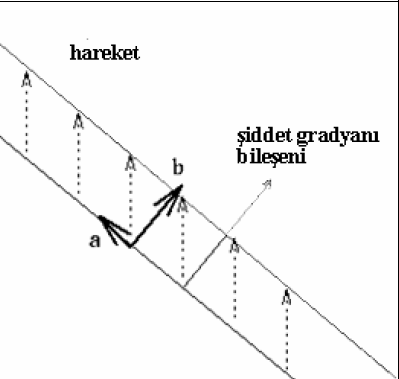 hareket
şiddet gradyanı
bileşeni
b
a